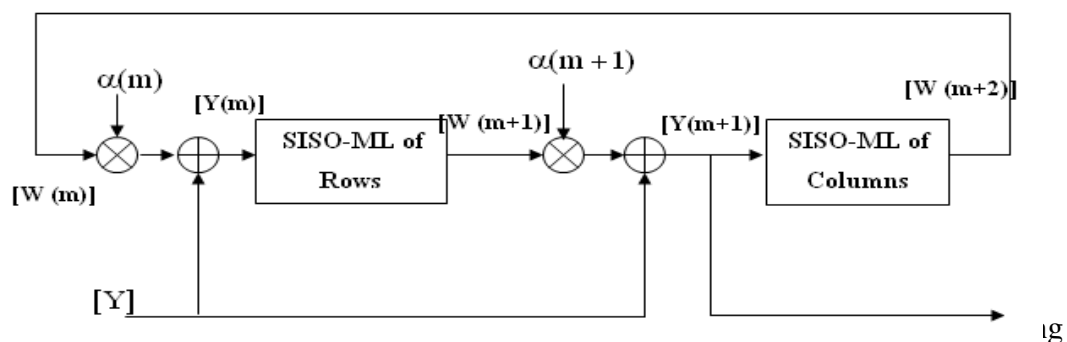 α(m)
α(m + 1)
[Y(m)]
[W (m+1)]
[Y(m+1)]
[W (m+2)]
SISO-ML of
Rows
SISO-ML of
Columns
[W (m)]
[Y]